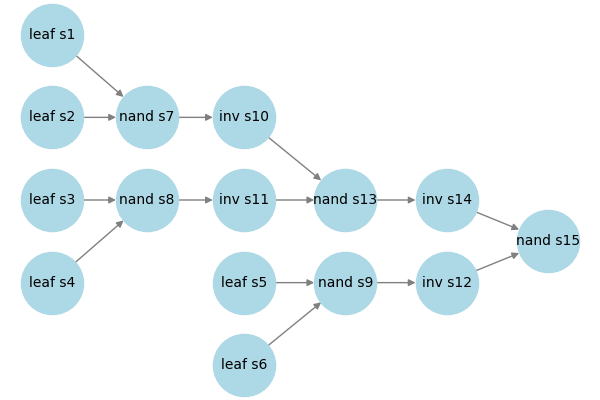 leaf s1
leaf s2
nand s7
inv s10
leaf s3
nand s8
inv s11
nand s13
inv s14
nand s15
leaf s4
leaf s5
nand s9
inv s12
leaf s6